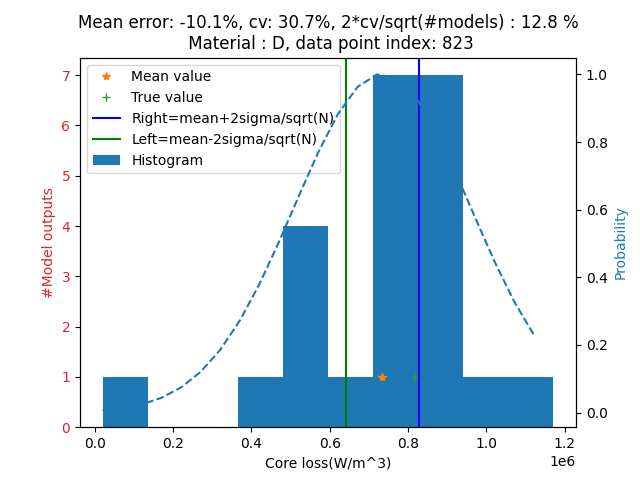 Mean error: -10.1%, cv: 30.7%, 2*cv/sqrt(#models) : 12.8 %
Material : D, data point index: 823
Mean value
True value
Right=mean+2sigma/sqrt(N)
Left=mean-2sigma/sqrt(N)
Histogram
#Model outputs
7
6
5
4
3
2
1
0
Probability
1.0
0.8
0.6
0.4
0.2
0.0
0.0 0.2 0.4 0.6 0.8 1.0 1.2
1e6
Core loss(W/m^3)